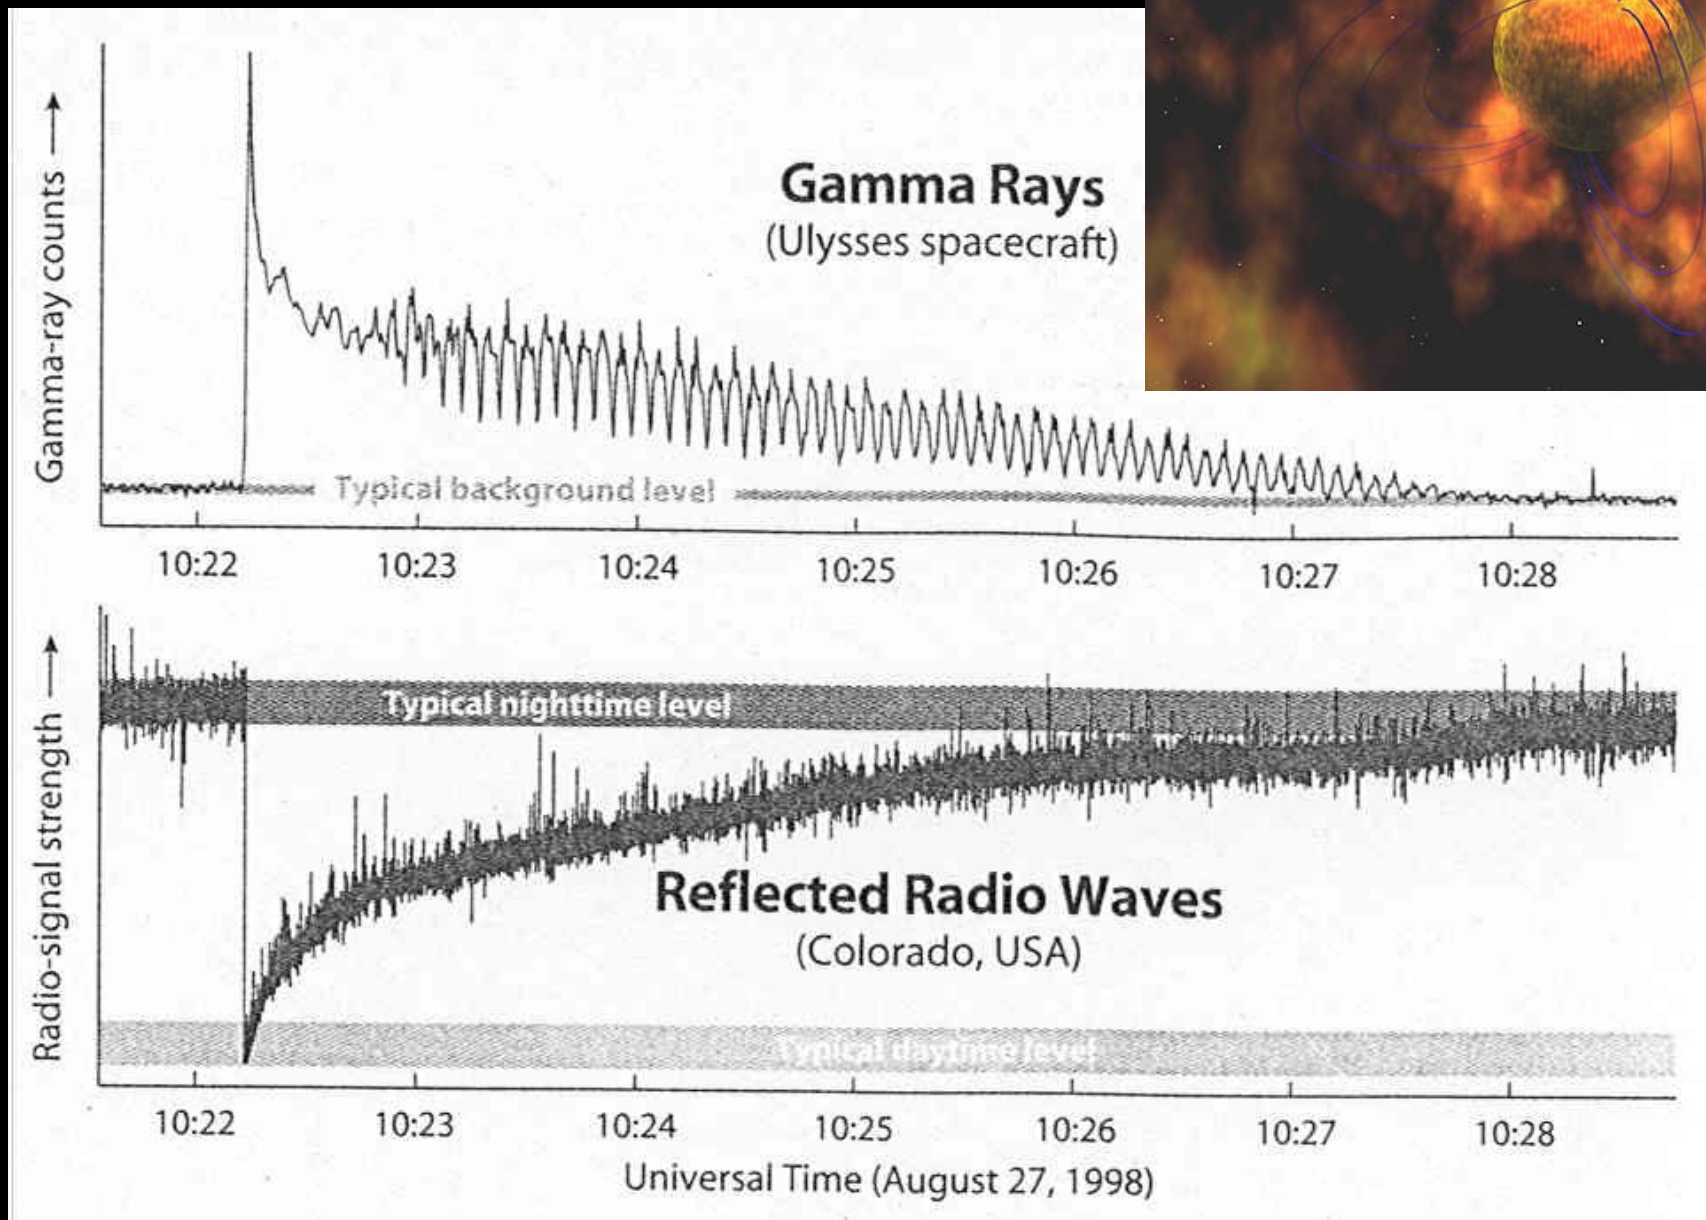 Gamma-ray counts →
Gamma Rays
(Ulysses spacecraft)
Typical background level
10:22 10:23 10:24 10:25 10:26 10:27 10:28
Radio-signal strength →
Typical nighttime level
Reflected Radio Waves
(Colorado, USA)
Typical daytime level
10:22 10:23 10:24 10:25 10:26 10:27 10:28
Universal Time (August 27, 1998)